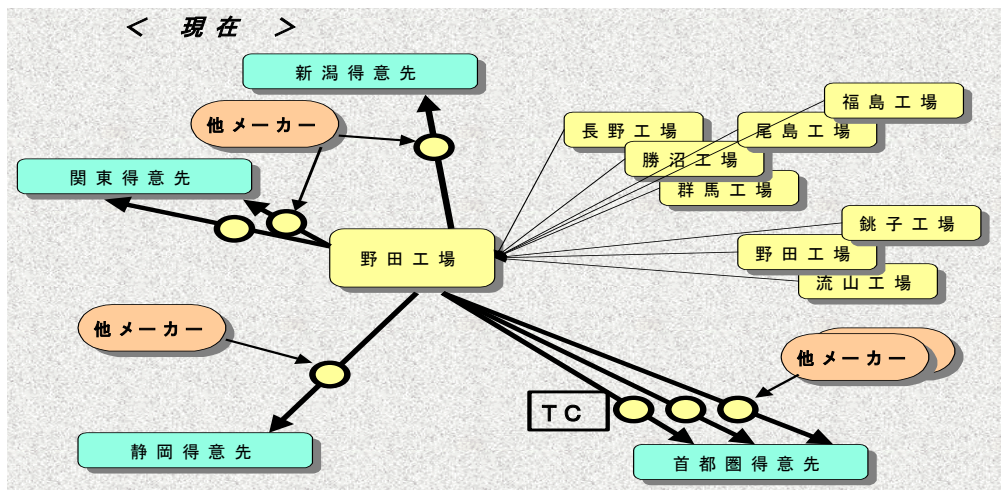 ＜ 現在 ＞
新潟得意先
他メーカー
関東得意先
長野工場
福島工場
尾島工場
勝沼工場
群馬工場
銚子工場
野田工場
流山工場
野田工場
他メーカー
他メーカー
TC
静岡得意先
首都圏得意先